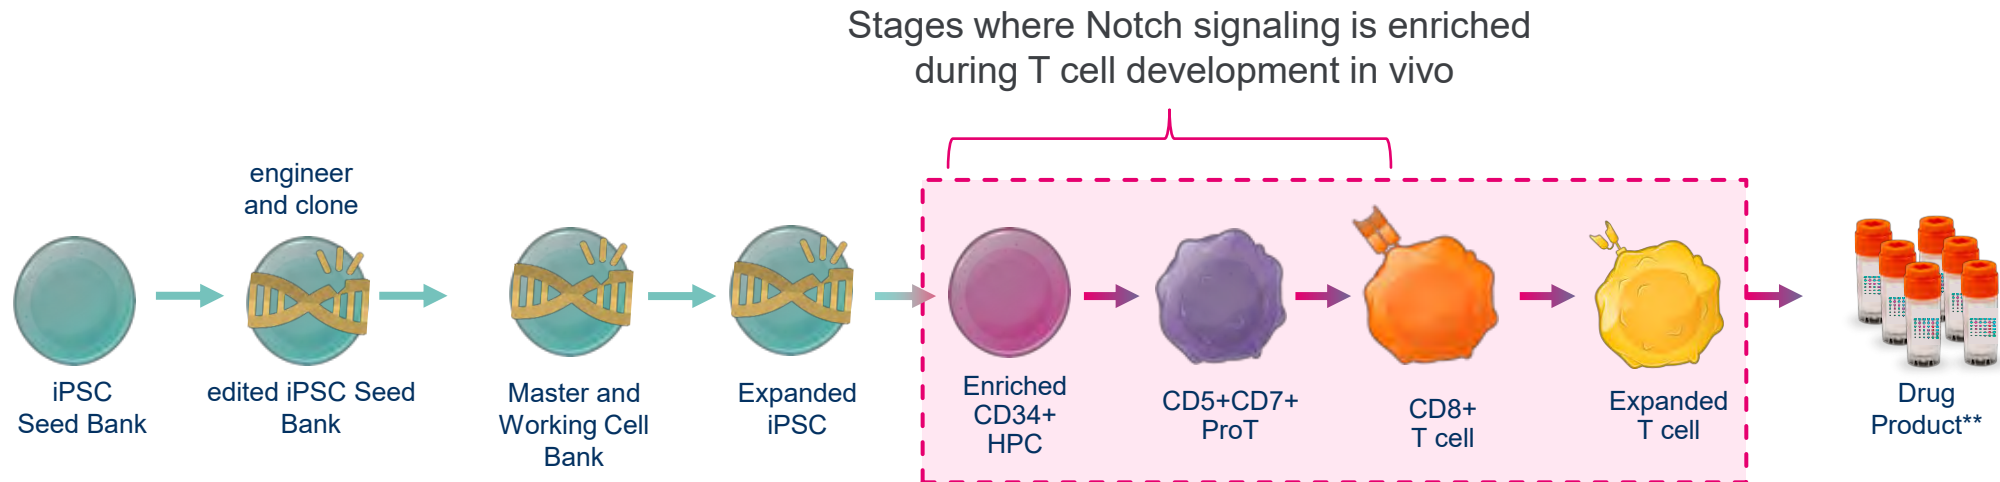 Stages where Notch signaling is enriched
during T cell development in vivo
engineer
and clone
iPSC
Seed Bank
edited iPSC Seed
Bank
Master and
Working Cell
Bank
Expanded
iPSC
Enriched
CD34+
HPC
CD5+CD7+
ProT
CD8+
T cell
Expanded
T cell
Drug
Product**